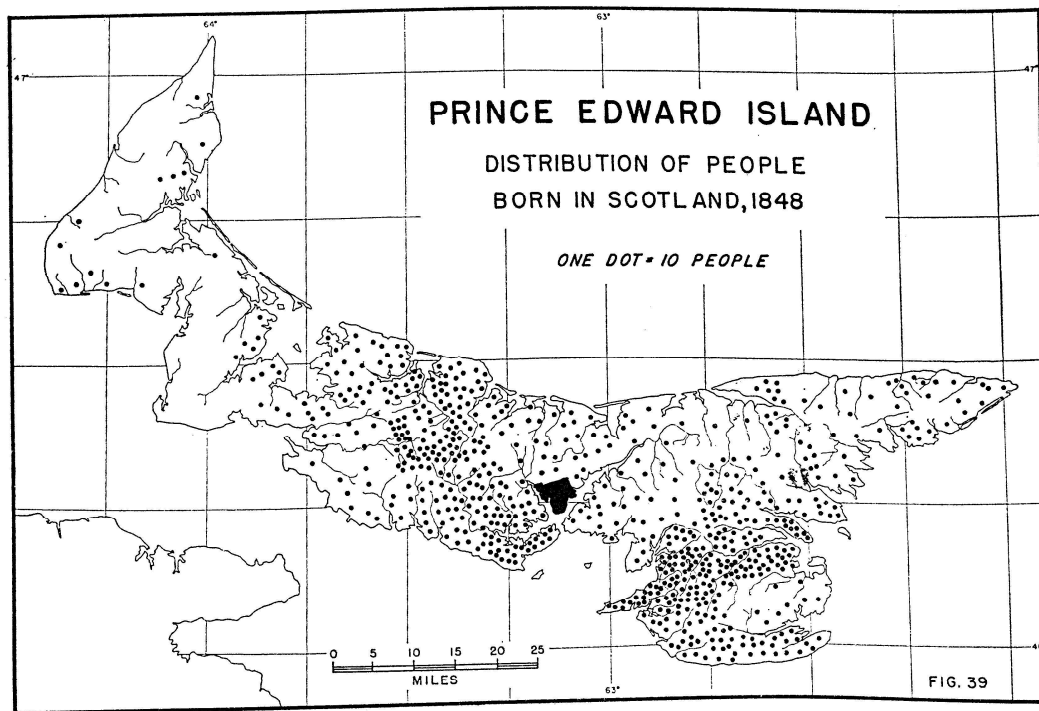 64°
63°
47°
47°
PRINCE EDWARD ISLAND
DISTRIBUTION OF PEOPLE
BORN IN SCOTLAND, 1848
ONE DOT = 10 PEOPLE
0 5 10 15 20 25
MILES
63°
FIG. 39